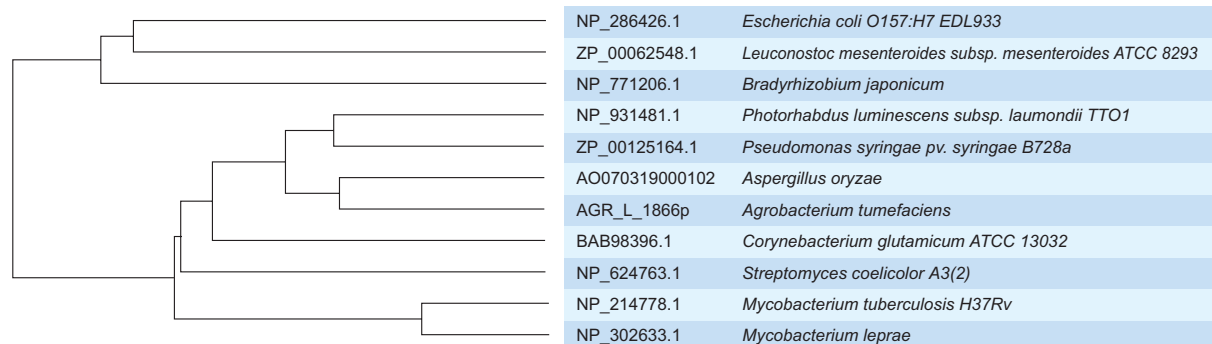 NP_286426.1 Escherichia coli O157:H7 EDL933
ZP_00062548.1 Leuconostoc mesenteroides subsp. mesenteroides ATCC 8293
NP_771206.1 Bradyrhizobium japonicum
NP_931481.1 Photorhabdus luminescens subsp. laumondii TTO1
ZP_00125164.1 Pseudomonas syringae pv. syringae B728a
AO070319000102 Aspergillus oryzae
AGR_L_1866p Agrobacterium tumefaciens
BAB98396.1 Corynebacterium glutamicum ATCC 13032
NP_624763.1 Streptomyces coelicolor A3(2)
NP_214778.1 Mycobacterium tuberculosis H37Rv
NP_302633.1 Mycobacterium leprae